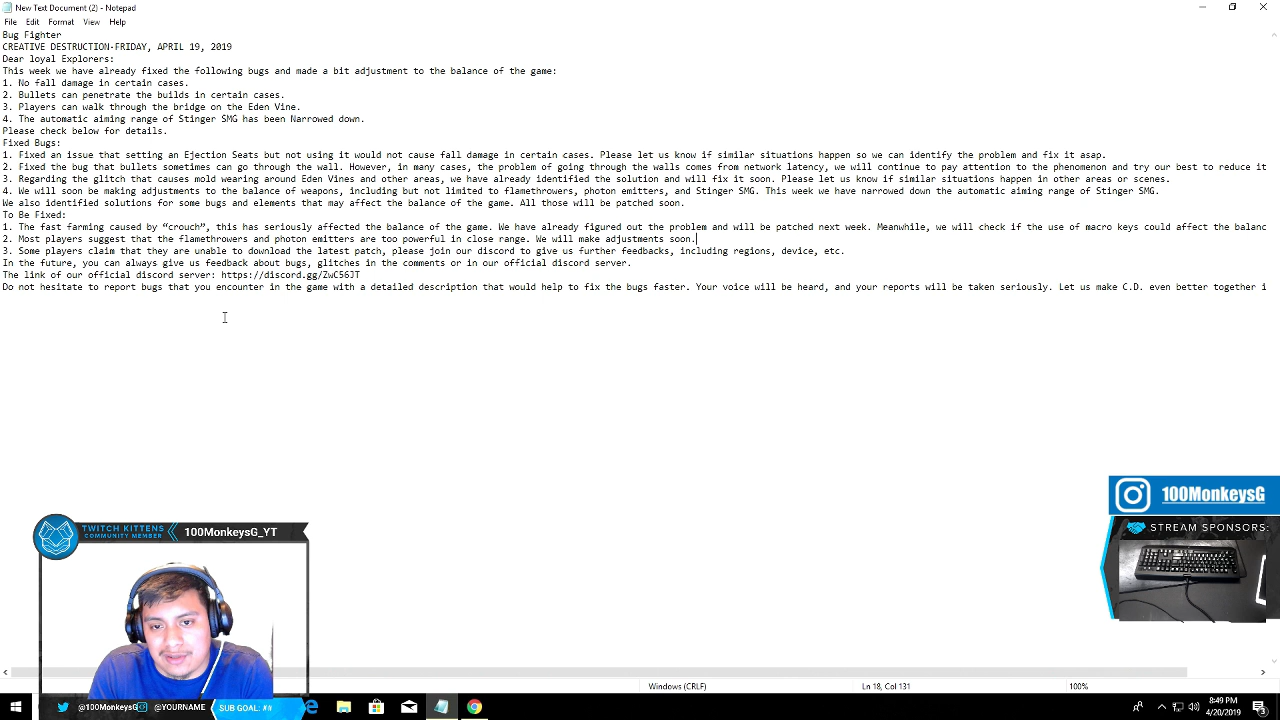 New Text Document (2) - Notepad
File Edit Format View Help
Bug Fighter
CREATIVE DESTRUCTION·FRIDAY, APRIL 19, 2019
Dear loyal Explorers:
This week we have already fixed the following bugs and made a bit adjustment to the balance of the game:
1. No fall damage in certain cases.
2. Bullets can penetrate the builds in certain cases.
3. Players can walk through the bridge on the Eden Vine.
4. The automatic aiming range of Stinger SMG has been Narrowed down.
Please check below for details.
Fixed Bugs:
1. Fixed an issue that setting an Ejection Seats but not using it would not cause fall damage in certain cases. Please let us know if similar situations happen so we can identify the problem and fix it asap.
2. Fixed the bug that bullets sometimes can go through the wall. However, in many cases, the problem of going through the walls comes from network latency, we will continue to pay attention to the phenomenon and try our best to reduce it
3. Regarding the glitch that causes mold wearing around Eden Vines and other areas, we have already identified the solution and will fix it soon. Please let us know if similar situations happen in other areas or scenes.
4. We will soon be making adjustments to the balance of weapons, including but not limited to flamethrowers, photon emitters, and Stinger SMG. This week we have narrowed down the automatic aiming range of Stinger SMG.
We also identified solutions for some bugs and elements that may affect the balance of the game. All those will be patched soon.
To Be Fixed:
1. The fast farming caused by “crouch”, this has seriously affected the balance of the game. We have already figured out the problem and will be patched next week. Meanwhile, we will check if the use of macro keys could affect the balanc
2. Most players suggest that the flamethrowers and photon emitters are too powerful in close range. We will make adjustments soon.
3. Some players claim that they are unable to download the latest patch, please join our discord to give us further feedbacks, including regions, device, etc.
In the future, you can always give us feedback about bugs, glitches in the comments or in our official discord server.
The link of our official discord server: https://discord.gg/ZwC56JT
Do not hesitate to report bugs that you encounter in the game with a detailed description that would help to fix the bugs faster. Your voice will be heard, and your reports will be taken seriously. Let us make C.D. even better together i
100MonkeysG
STREAM SPONSORS:
TWITCH KITTENS
COMMUNITY MEMBER
100MonkeysG_YT
Windows (CRLF) Ln 18, Col 131 100%
@100MonkeysG @YOURNAME SUB GOAL: ##
8:49 PM
4/20/2019
3